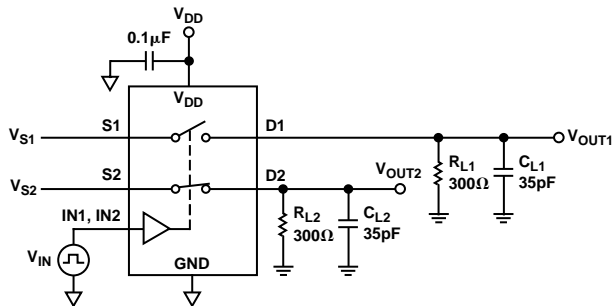 VDD
0.1μF
VDD
VS1
S1
D1
VOUT1
VS2
S2
D2
VOUT2
RL1
300Ω
CL1
35pF
IN1, IN2
RL2
300Ω
CL2
35pF
VIN
GND